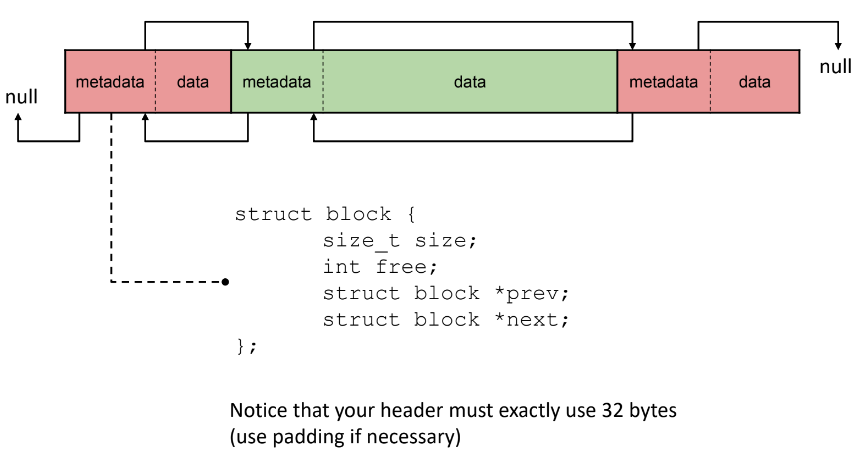 null
metadata
data
metadata
data
metadata
data
null
struct block {
size_t size;
int free;
struct block *prev;
struct block *next;
};
Notice that your header must exactly use 32 bytes
(use padding if necessary)